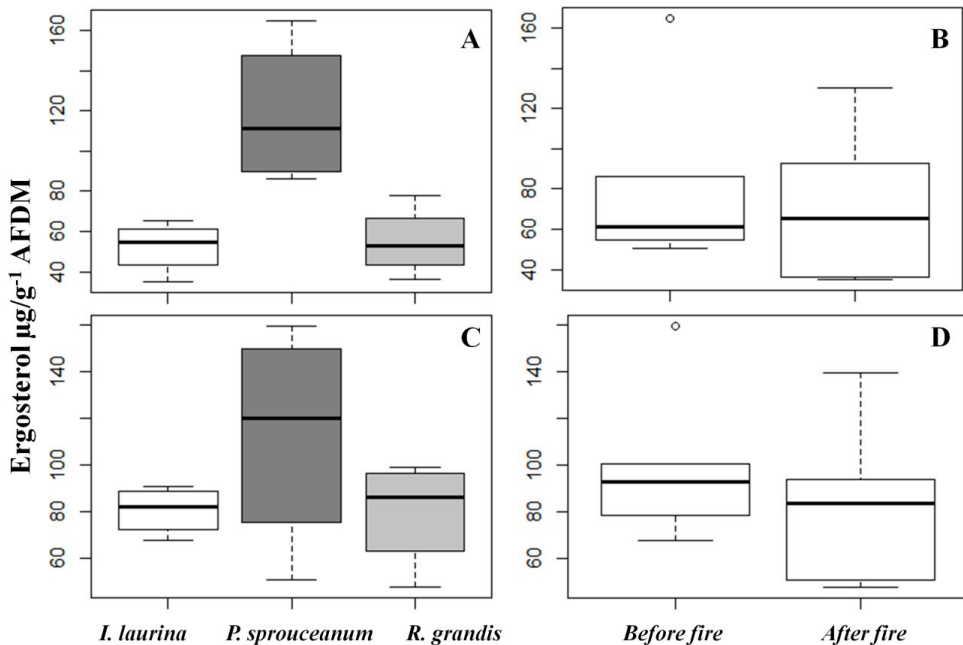 Ergosterol µg/g-1 AFDM
A
160
120
80
60
40
B
160
120
80
60
40
C
140
100
80
60
D
140
100
80
60
I. laurina P. sprouceanum R. grandis
Before fire After fire